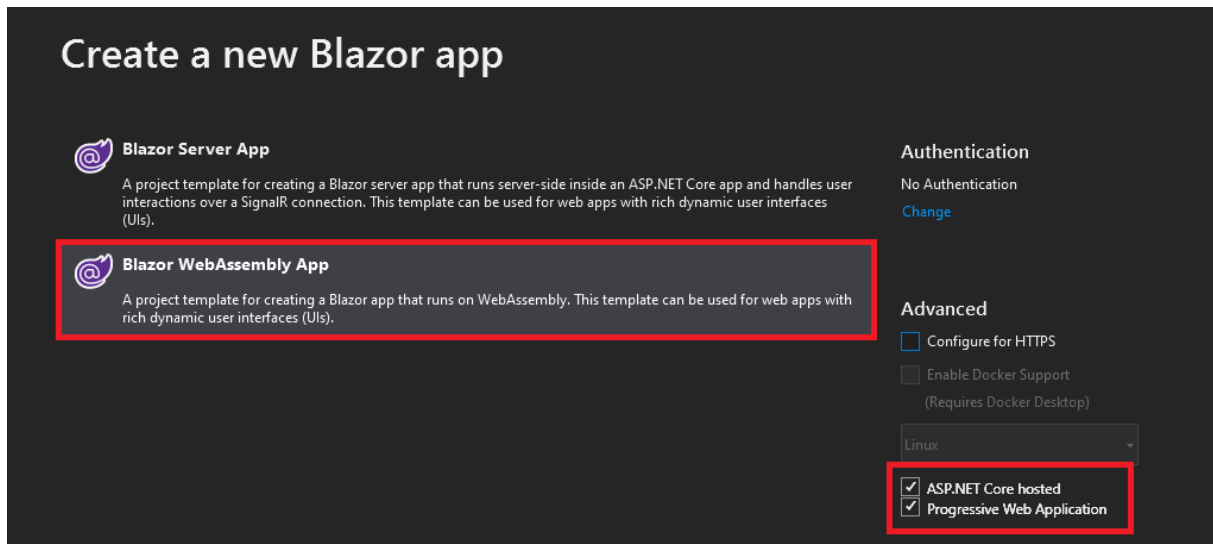 Create a new Blazor app
Blazor Server App
A project template for creating a Blazor server app that runs server-side inside an ASP.NET Core app and handles user
interactions over a SignalR connection. This template can be used for web apps with rich dynamic user interfaces
(UIs).
Blazor WebAssembly App
A project template for creating a Blazor app that runs on WebAssembly. This template can be used for web apps with
rich dynamic user interfaces (UIs).
Authentication
No Authentication
Change
Advanced
Configure for HTTPS
Enable Docker Support
(Requires Docker Desktop)
Linux
ASP.NET Core hosted
Progressive Web Application